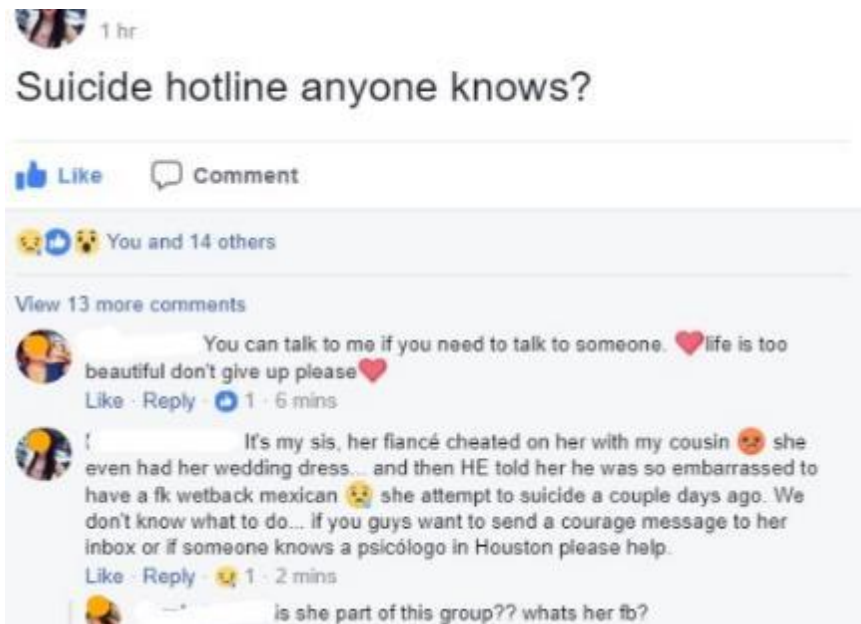 1 hr
Suicide hotline anyone knows?
Like Comment
You and 14 others
View 13 more comments
You can talk to me if you need to talk to someone. ❤️life is too
beautiful don't give up please❤️
Like · Reply · 1 · 6 mins
It's my sis, her fiancé cheated on her with my cousin 😡 she
even had her wedding dress... and then HE told her he was so embarrassed to
have a fk wetback mexican 😢 she attempt to suicide a couple days ago. We
don't know what to do... if you guys want to send a courage message to her
inbox or if someone knows a psicólogo in Houston please help.
Like · Reply · 😢 1 · 2 mins
is she part of this group?? whats her fb?